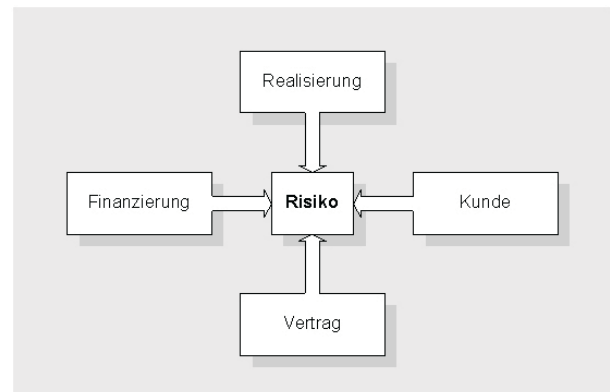 Realisierung
Finanzierung
Risiko
Kunde
Vertrag